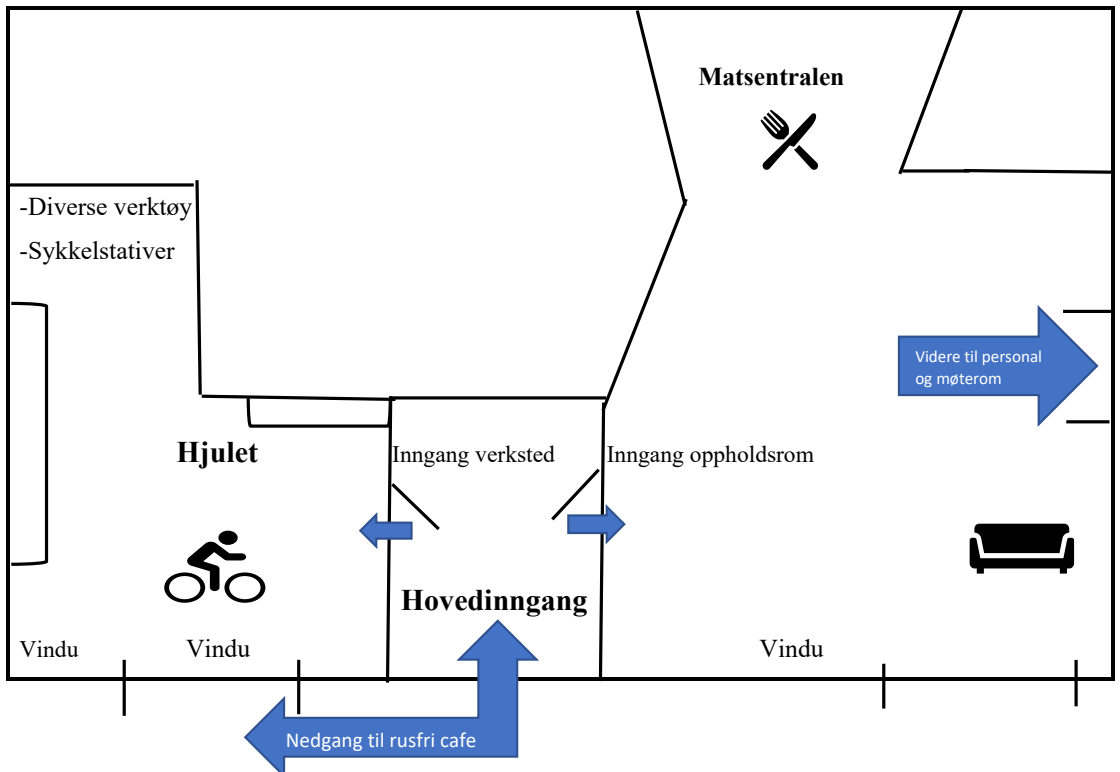 Matsentralen
-Diverse verktøy
-Sykkelstativer
Videre til personal
og møterom
Hjulet
Inngang verksted
Inngang oppholdsrom
Hovedinngang
Vindu
Vindu
Vindu
Nedgang til rusfri cafe